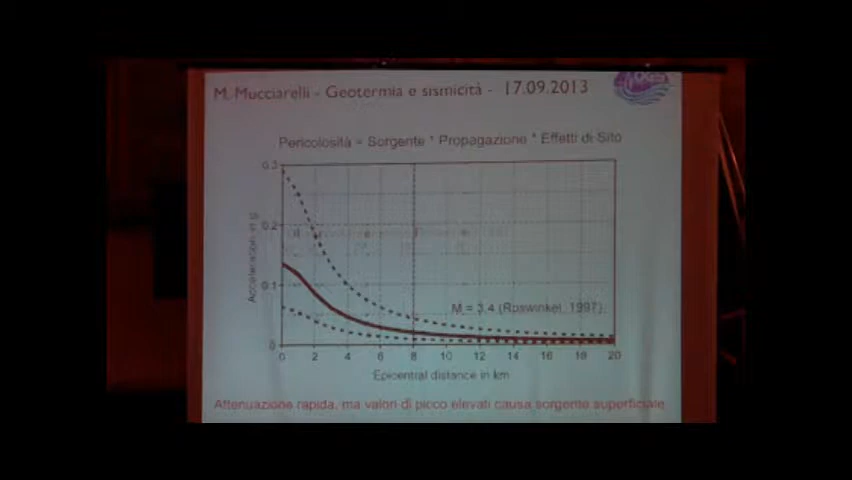 M. Mucciarelli - Geotermia e sismicità - 17.09.2013
OGS
Pericolosità = Sorgente * Propagazione * Effetti di Sito
0.3
0.2
0.1
0
Acceleration in g
M = 3.4 (Roswinkel, 1997)
0 2 4 6 8 10 12 14 16 18 20
Epicentral distance in km
Attenuazione rapida, ma valori di picco elevati causa sorgente superficiale